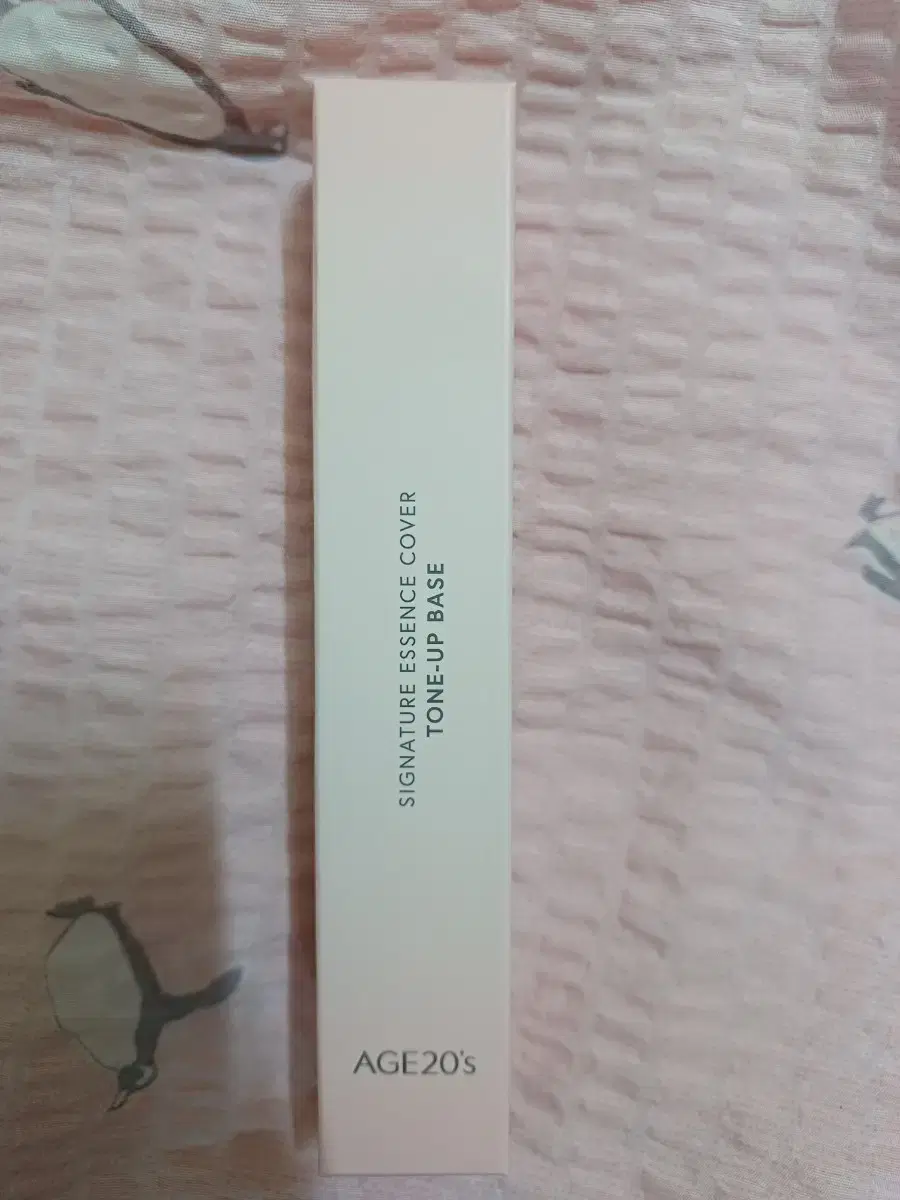 SIGNATURE ESSENCE COVER
TONE-UP BASE
AGE20's